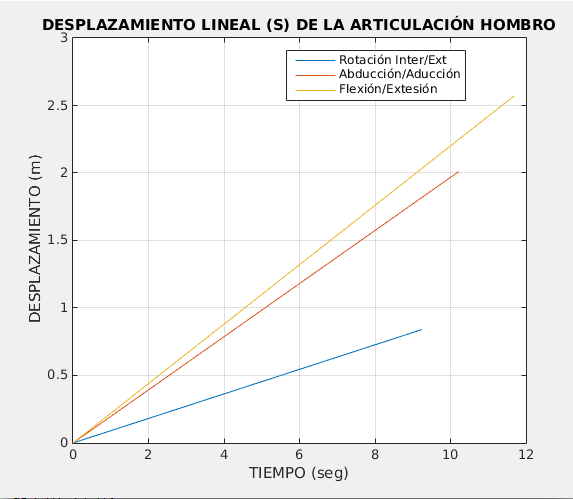 DESPLAZAMIENTO LINEAL (S) DE LA ARTICULACIÓN HOMBRO
3
2.5
2
1.5
1
0.5
0
DESPLAZAMIENTO (m)
Rotación Inter/Ext
Abducción/Aducción
Flexión/Extesión
0 2 4 6 8 10 12
TIEMPO (seg)